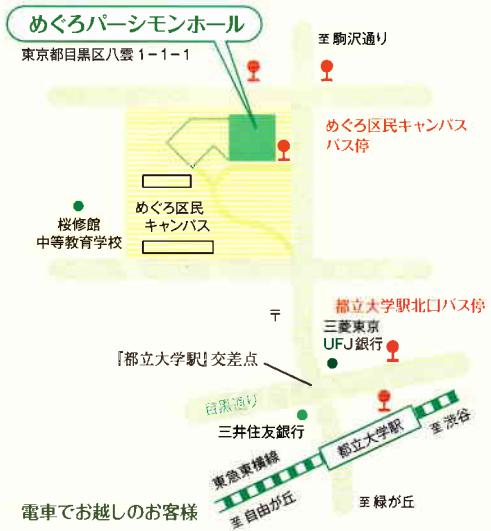 めぐろパーシモンホール
東京都目黒区八雲1-1-1
至駒沢通り
めぐろ区民キャンパス
バス停
めぐろ区民
キャンパス
桜修館
中等教育学校
〒
都立大学駅北口バス停
三菱東京
UFJ銀行
『都立大学駅』交差点
目黒通り
三井住友銀行
都立大学駅
至渋谷
東急東横線
至自由が丘
至緑が丘
電車でお越しのお客様